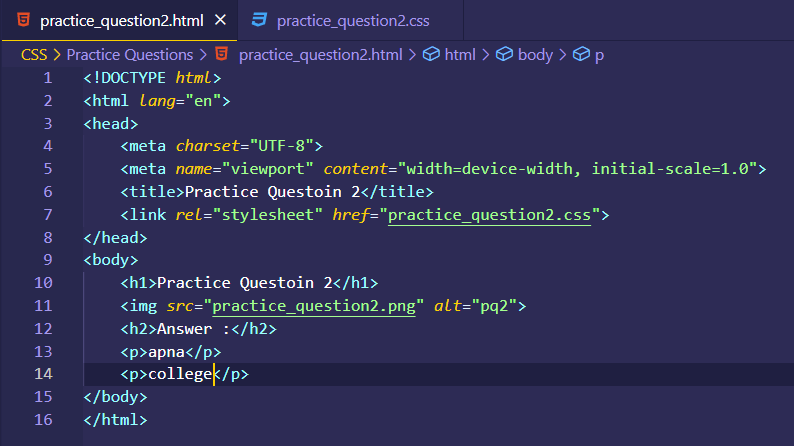 practice_question2.html × practice_question2.css
CSS > Practice Questions > practice_question2.html > html > body > p
1 <!DOCTYPE html>
2 <html lang="en">
3 <head>
4     <meta charset="UTF-8">
5     <meta name="viewport" content="width=device-width, initial-scale=1.0">
6     <title>Practice Questoin 2</title>
7     <link rel="stylesheet" href="practice_question2.css">
8 </head>
9 <body>
10     <h1>Practice Questoin 2</h1>
11     <img src="practice_question2.png" alt="pq2">
12     <h2>Answer :</h2>
13     <p>apna</p>
14     <p>college</p>
15 </body>
16 </html>